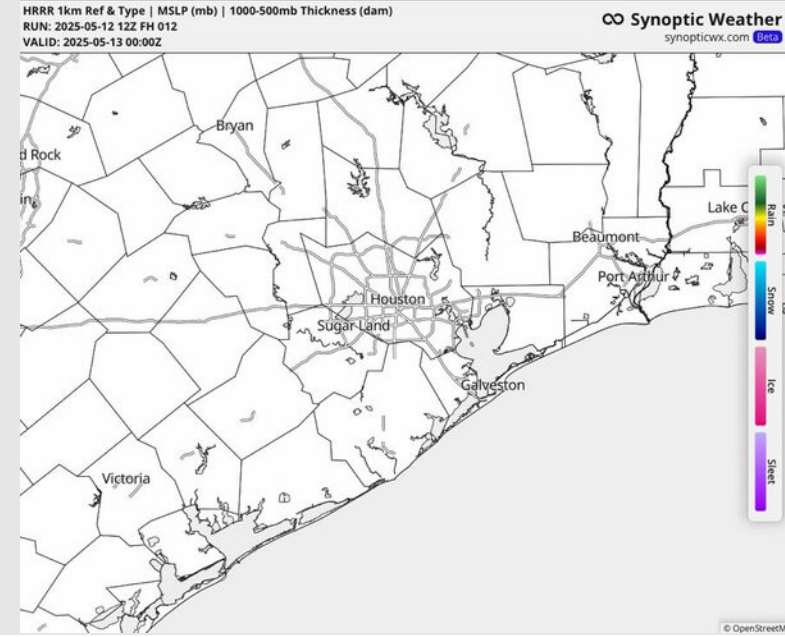 HRRR 1km Ref & Type | MSLP (mb) | 1000-500mb Thickness (dam)
RUN: 2025-05-12 12Z FH 012
VALID: 2025-05-13 00:00Z
Synoptic Weather
synopticwx.com Beta
Bryan
d Rock
in,
Lake C
Beaumont
Port Arthur
Houston
Sugar Land
Galveston
Victoria
Rain
Snow
Ice
Sleet
© OpenStreetM